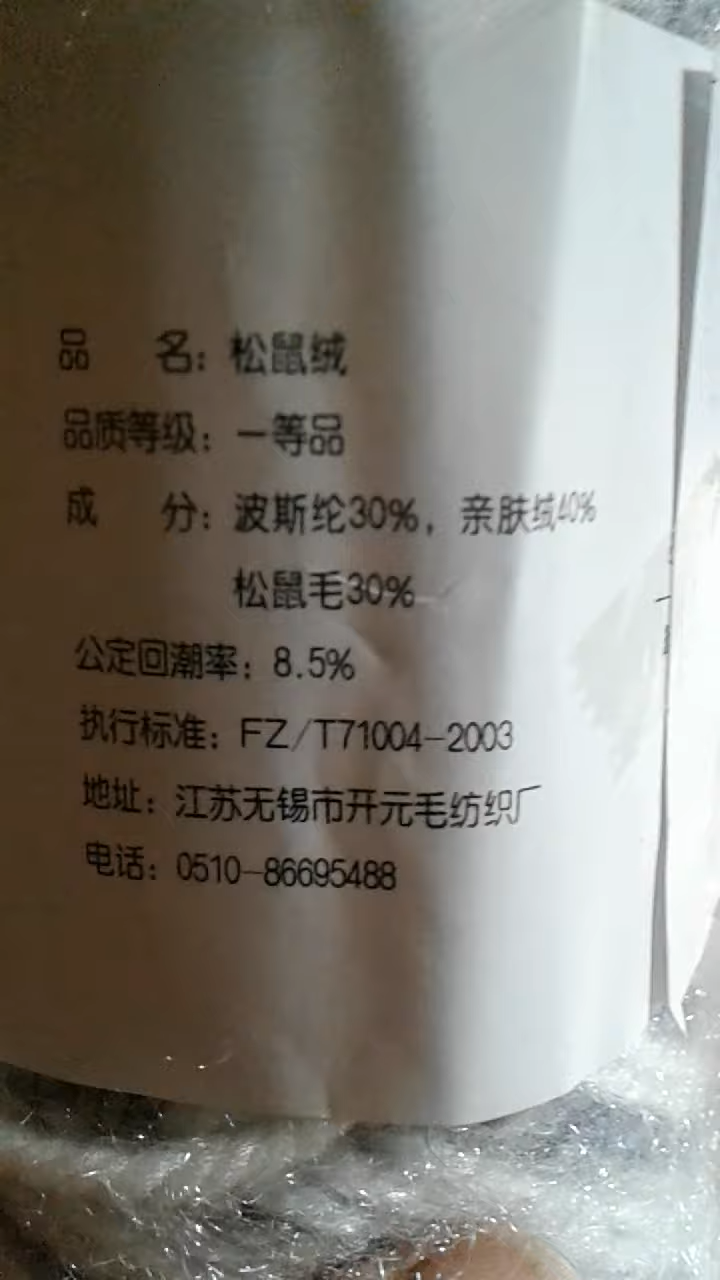 品 名：松鼠绒
品质等级：一等品
成 分：波斯纶30%，亲肤绒40%
松鼠毛30%
公定回潮率：8.5%
执行标准：FZ/T71004-2003
地址：江苏无锡市开元毛纺织厂
电话：0510-86695488